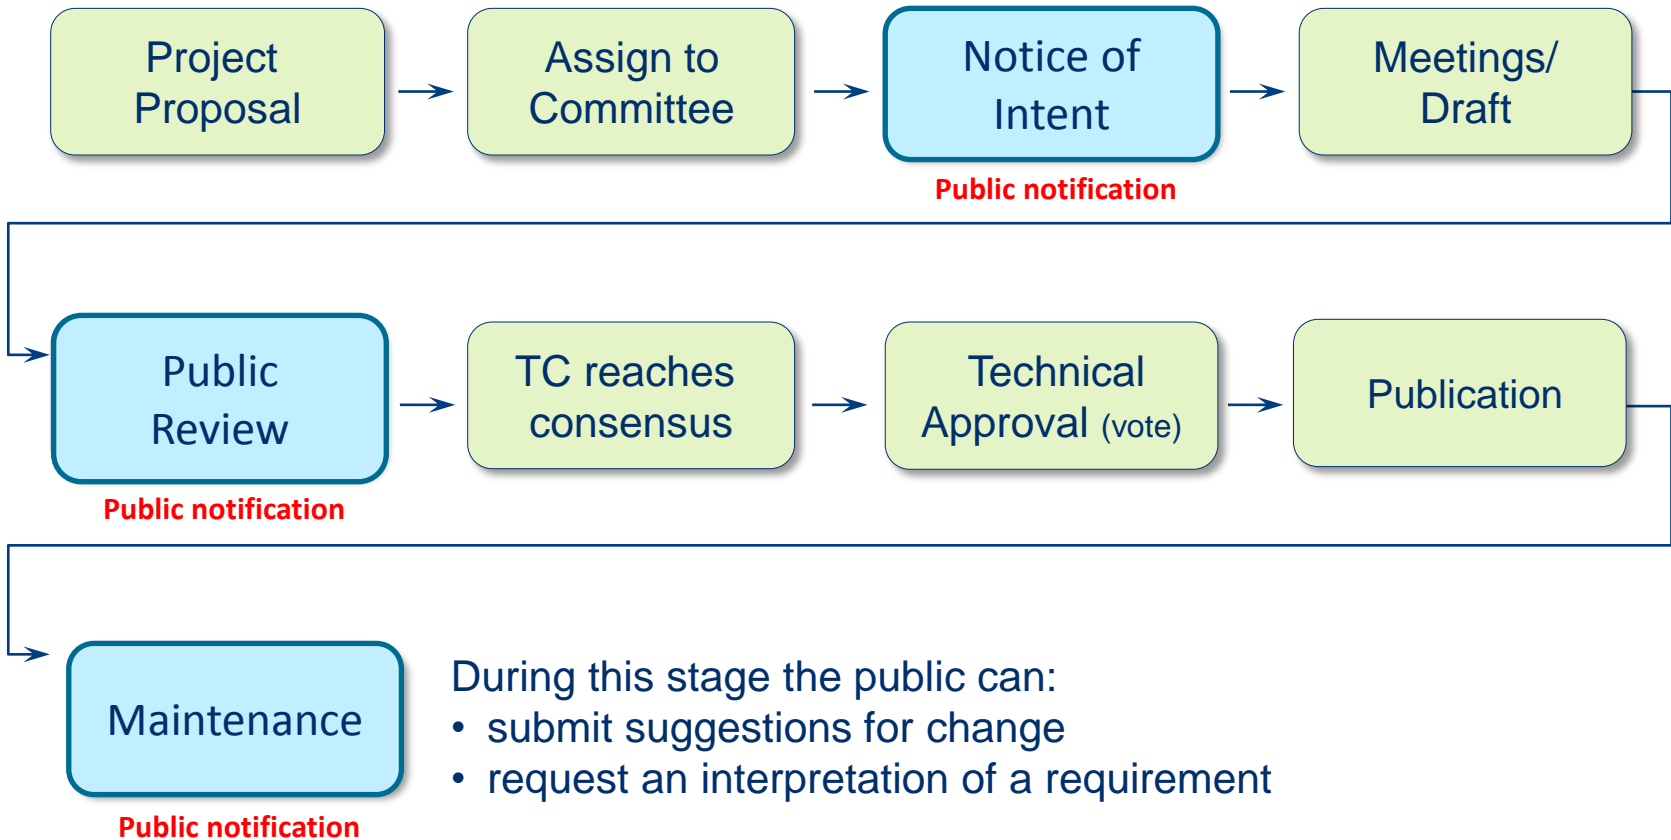 Project
Proposal
Assign to
Committee
Notice of
Intent
Meetings/
Draft
Public notification
Public
Review
TC reaches
consensus
Technical
Approval (vote)
Publication
Public notification
Maintenance
During this stage the public can:
• submit suggestions for change
• request an interpretation of a requirement
Public notification